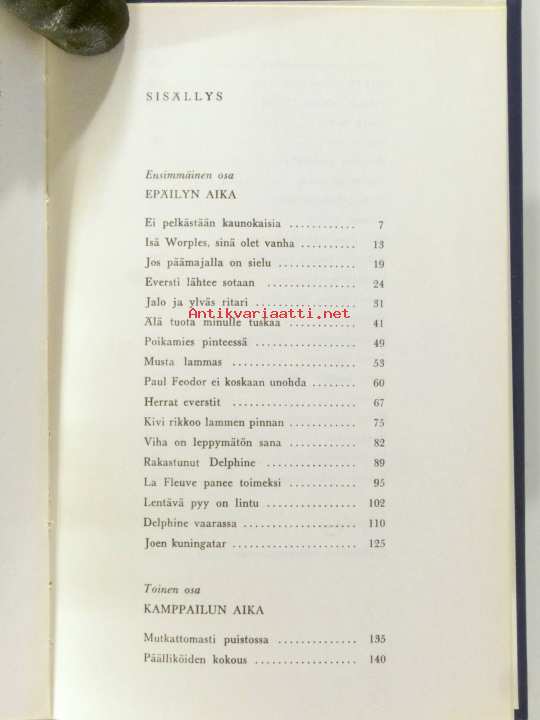 SISÄLLYS
Ensimmäinen osa
EPÄILYN AIKA
Ei pelkästään kaunokaisia ............ 7
Isä Worples, sinä olet vanha .......... 13
Jos päämajalla on sielu .............. 19
Eversti lähtee sotaan ................ 24
Jalo ja ylväs ritari .................. 31
Antikvariaatti.net
Älä tuota minulle tuskaa ............ 41
Poikamies pinteessä .................. 49
Musta lammas ...................... 53
Paul Feodor ei koskaan unohda ........ 60
Herrat everstit ...................... 67
Kivi rikkoo lammen pinnan ............ 75
Viha on leppymätön sana ............ 82
Rakastunut Delphine ................ 89
La Fleuve panee toimeksi ............ 95
Lentävä pyy on lintu ................ 102
Delphine vaarassa .................... 110
Joen kuningatar ...................... 125
Toinen osa
KAMPPAILUN AIKA
Mutkattomasti puistossa .............. 135
Päälliköiden kokous .................. 140